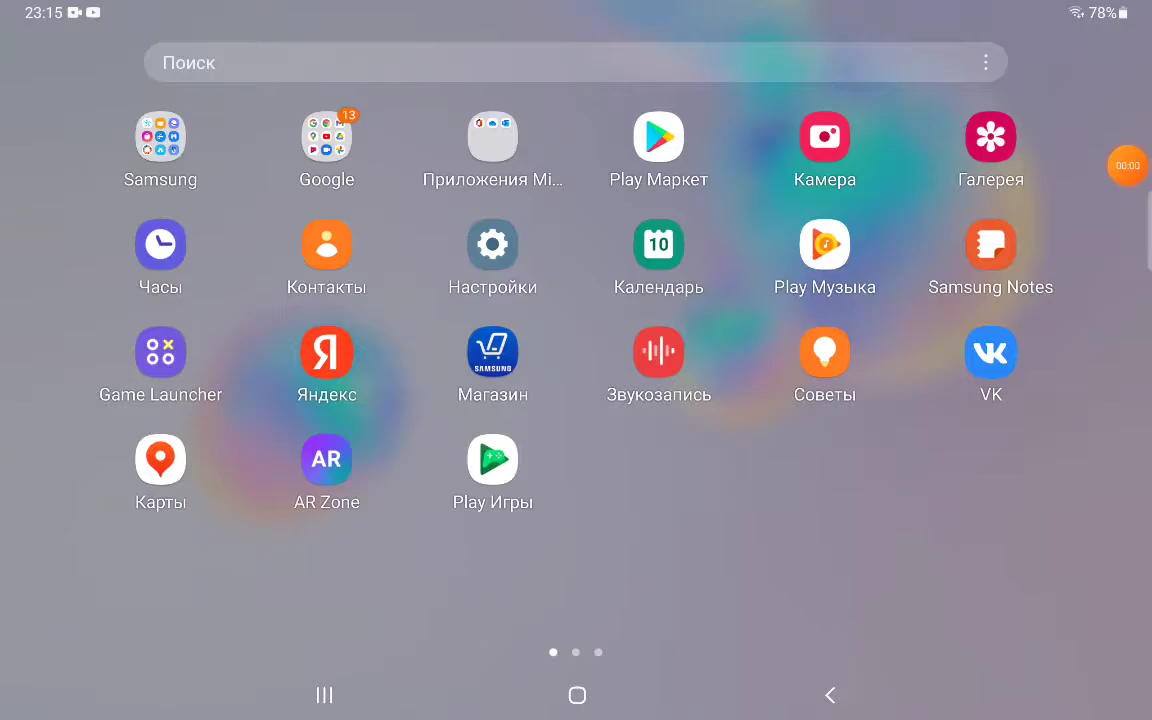 23:15
78%
Поиск
13
00:00
Samsung
Google
Приложения Mi...
Play Маркет
Камера
Галерея
10
Часы
Контакты
Настройки
Календарь
Play Музыка
Samsung Notes
Я
SAMSUNG
Game Launcher
Яндекс
Магазин
Звукозапись
Советы
VK
AR
Карты
AR Zone
Play Игры